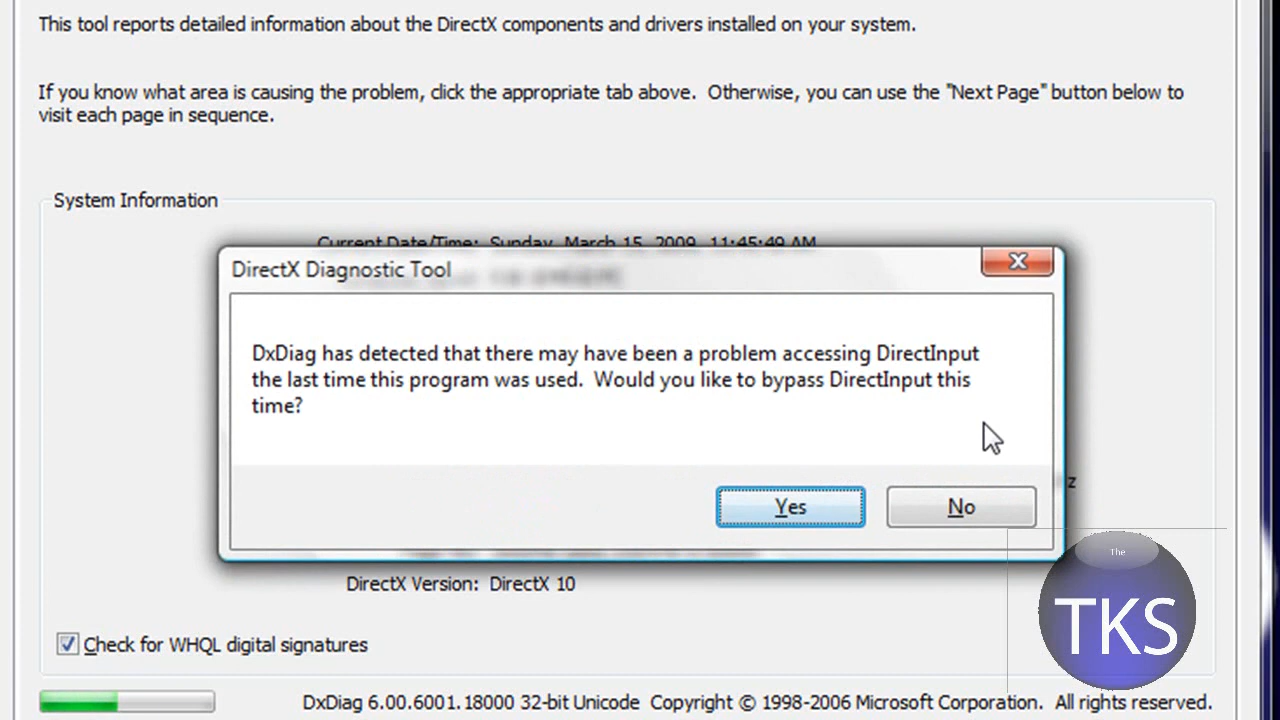 This tool reports detailed information about the DirectX components and drivers installed on your system.
If you know what area is causing the problem, click the appropriate tab above.  Otherwise, you can use the "Next Page" button below to
visit each page in sequence.
System Information
Current Date/Time: Sunday, March 15, 2009, 11:45:49 AM
DirectX Diagnostic Tool
DxDiag has detected that there may have been a problem accessing DirectInput
the last time this program was used.  Would you like to bypass DirectInput this
time?
z
Yes
No
The
TKS
DirectX Version: DirectX 10
Check for WHQL digital signatures
DxDiag 6.00.6001.18000 32-bit Unicode  Copyright © 1998-2006 Microsoft Corporation.  All rights reserved.